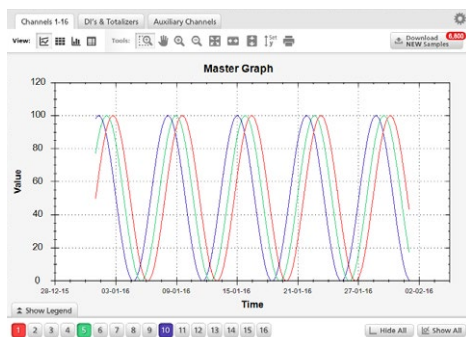 Channels 1-16 DI's & Totalizers Auxiliary Channels
View: Tools: Set y Download NEW Samples 6,600
Master Graph
120
100
80
60
40
20
0
Value
28-12-15 02-01-16 09-01-16 15-01-16 21-01-16 27-01-16 02-02-16
Time
Show Legend
1 2 3 4 5 6 7 8 9 10 11 12 13 14 15 16 Hide All Show All